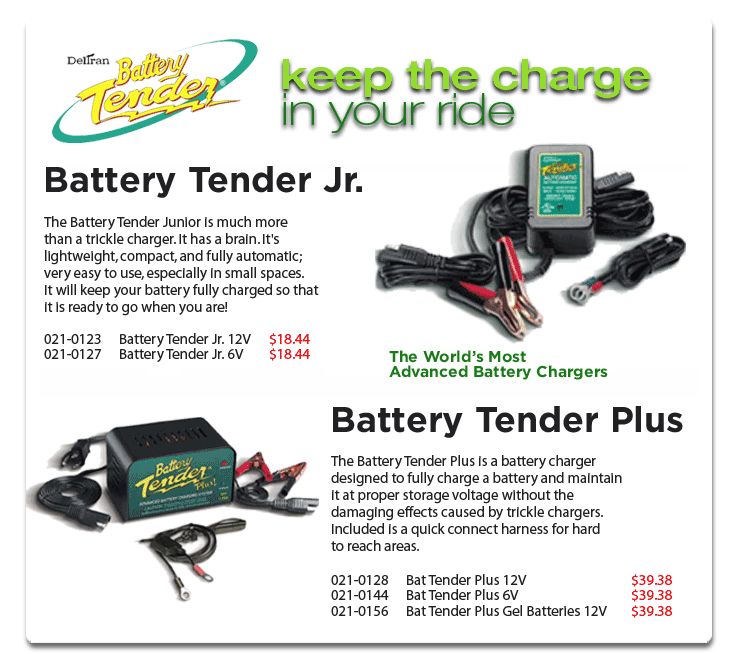 Deltran
Battery
Tender
keep the charge
in your ride
Battery Tender Jr.
The Battery Tender Junior is much more
than a trickle charger. It has a brain. It's
lightweight, compact, and fully automatic;
very easy to use, especially in small spaces.
It will keep your battery fully charged so that
it is ready to go when you are!
021-0123 Battery Tender Jr. 12V $18.44
021-0127 Battery Tender Jr. 6V $18.44
Tender
AUTOMATIC
The World's Most
Advanced Battery Chargers
Battery
Tender
Plus
Battery Tender Plus
The Battery Tender Plus is a battery charger
designed to fully charge a battery and maintain
it at proper storage voltage without the
damaging effects caused by trickle chargers.
Included is a quick connect harness for hard
to reach areas.
021-0128 Bat Tender Plus 12V $39.38
021-0144 Bat Tender Plus 6V $39.38
021-0156 Bat Tender Plus Gel Batteries 12V $39.38